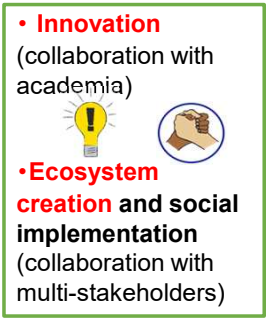 • Innovation
(collaboration with
academia)
•Ecosystem
creation and social
implementation
(collaboration with
multi-stakeholders)